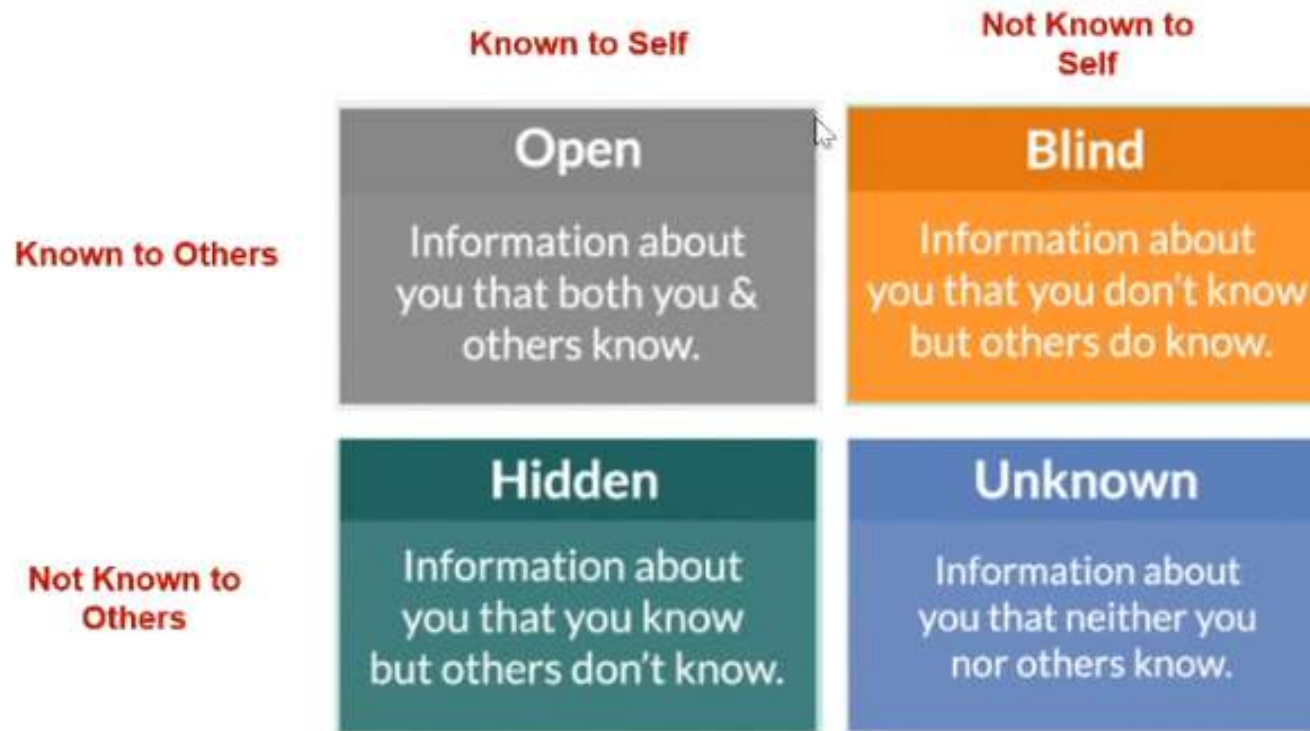 Known to Self
Not Known to
Self
Known to Others
Open
Information about
you that both you &
others know.
Blind
Information about
you that you don't know
but others do know.
Not Known to
Others
Hidden
Information about
you that you know
but others don't know.
Unknown
Information about
you that neither you
nor others know.